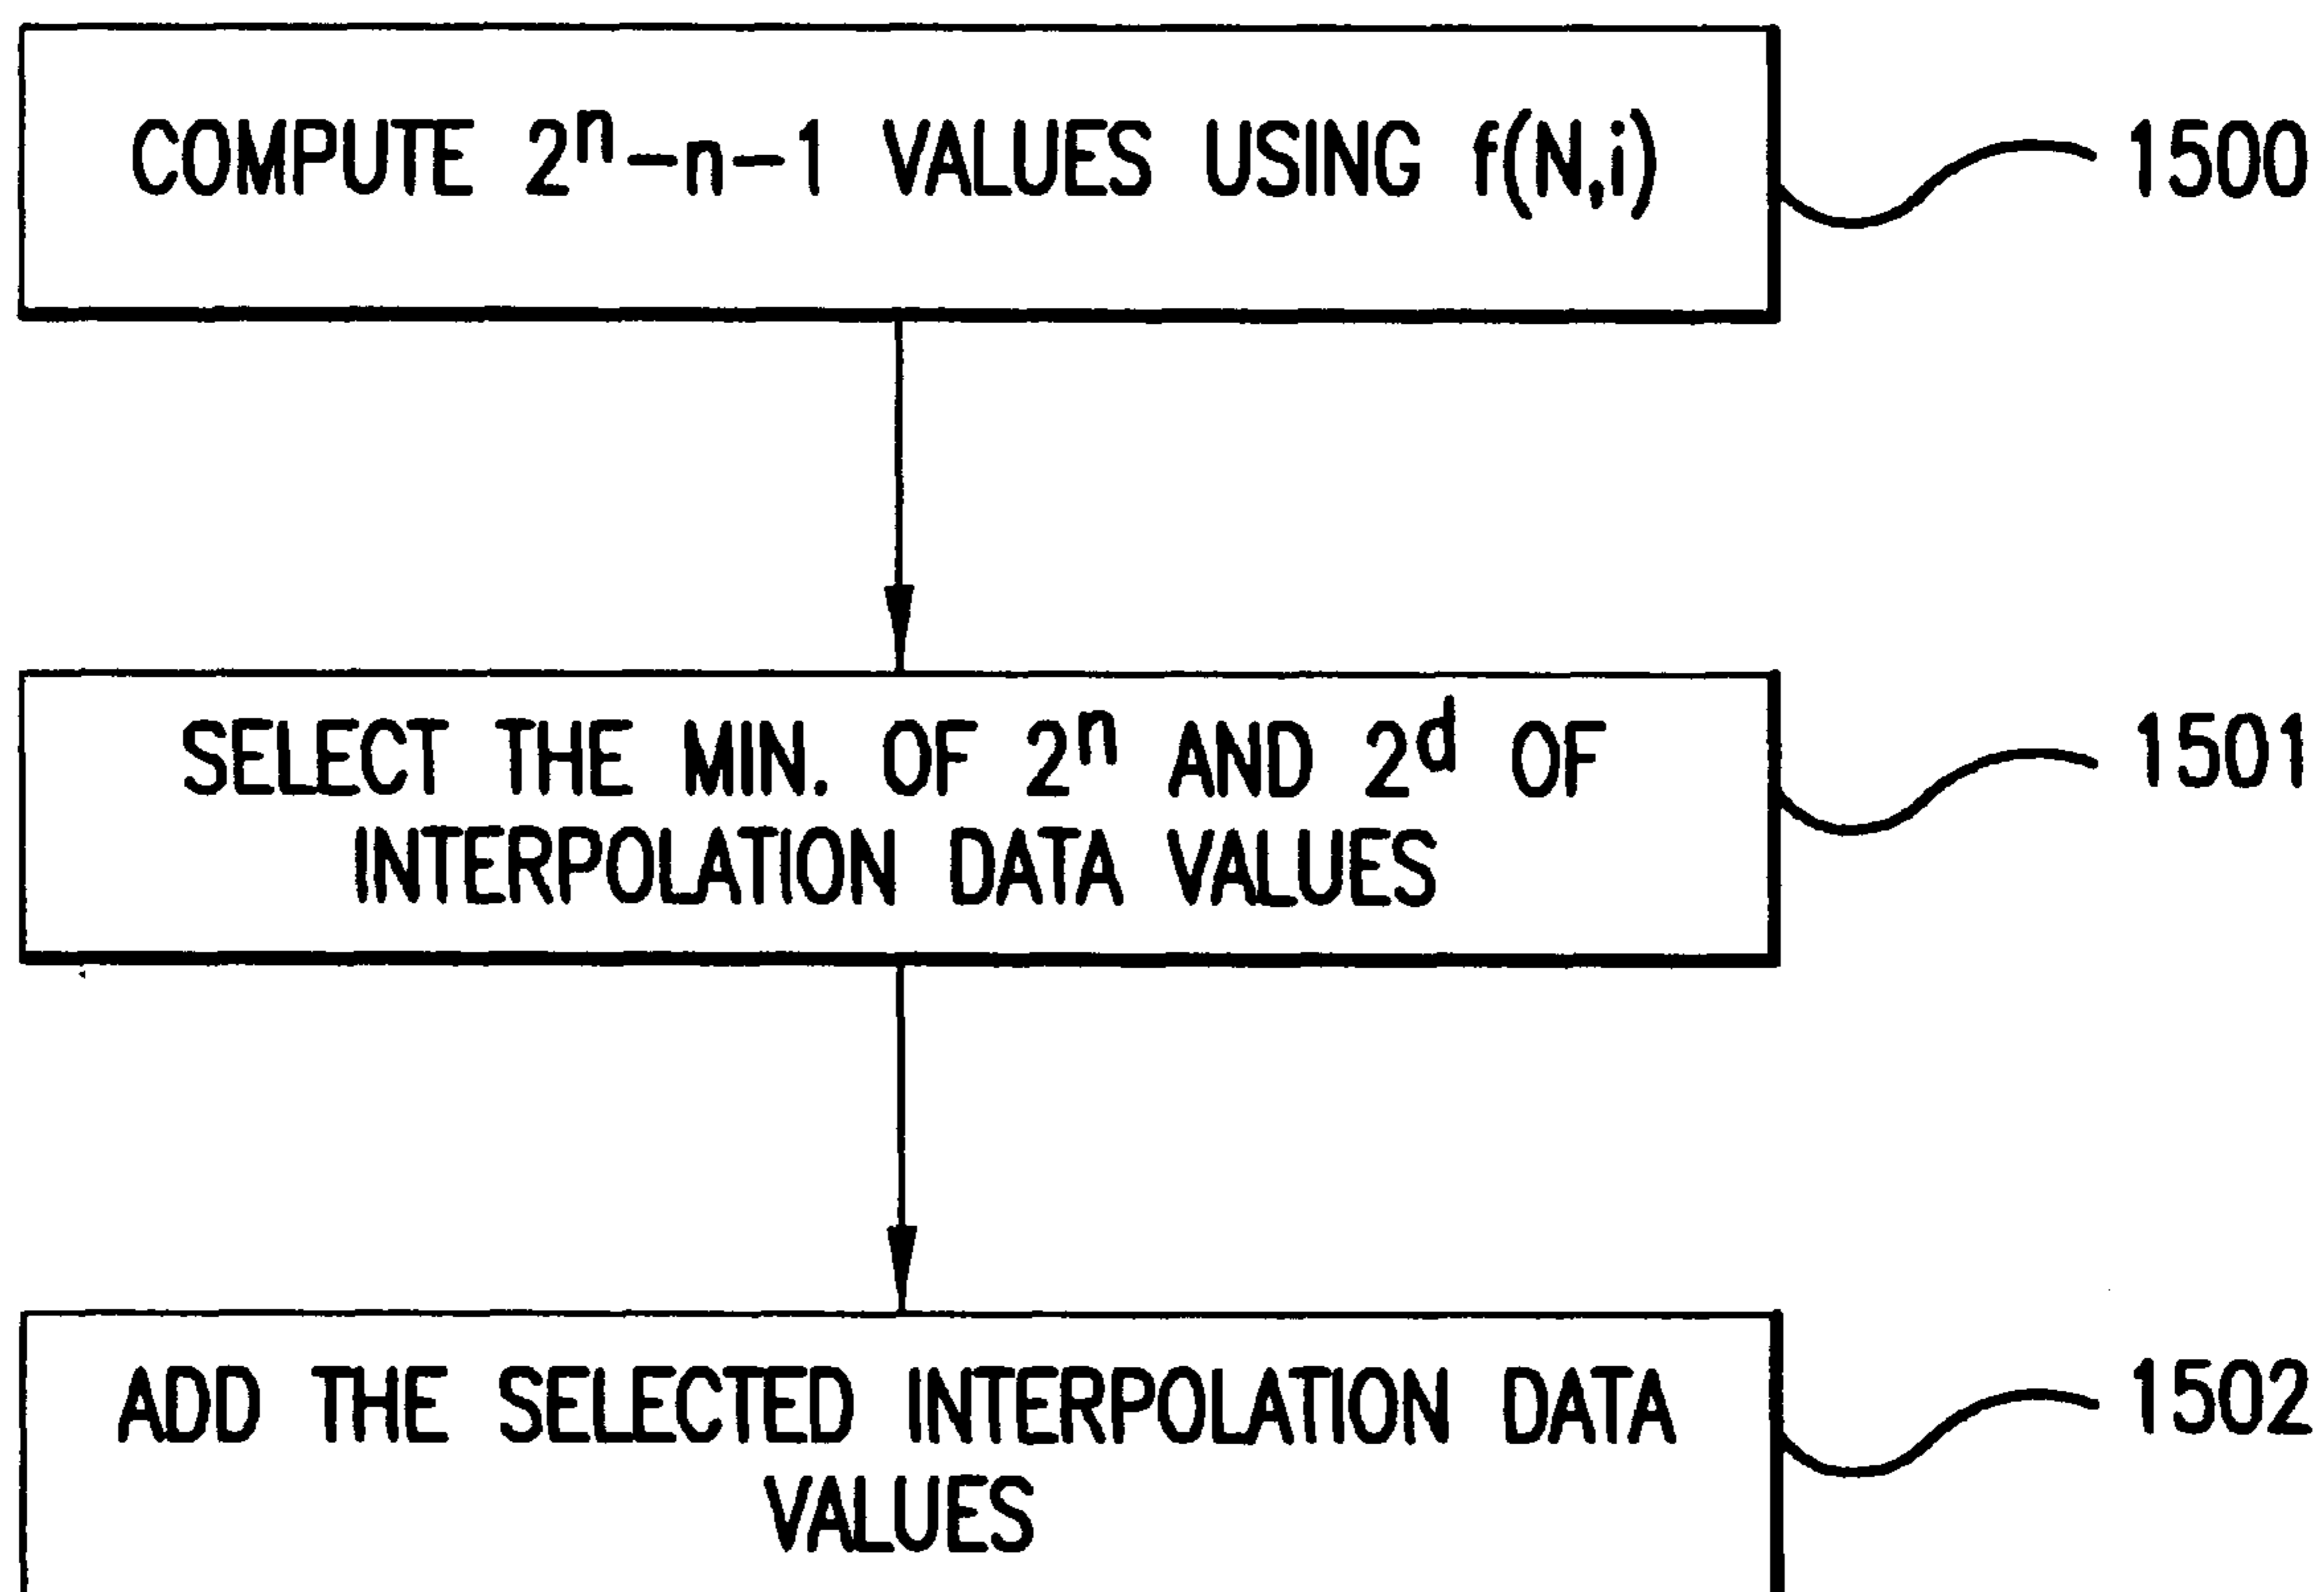 COMPUTE 2ⁿ-n-1 VALUES USING f(N,i)
1500
SELECT THE MIN. OF 2ⁿ AND 2ᵈ OF
INTERPOLATION DATA VALUES
1501
ADD THE SELECTED INTERPOLATION DATA
VALUES
1502